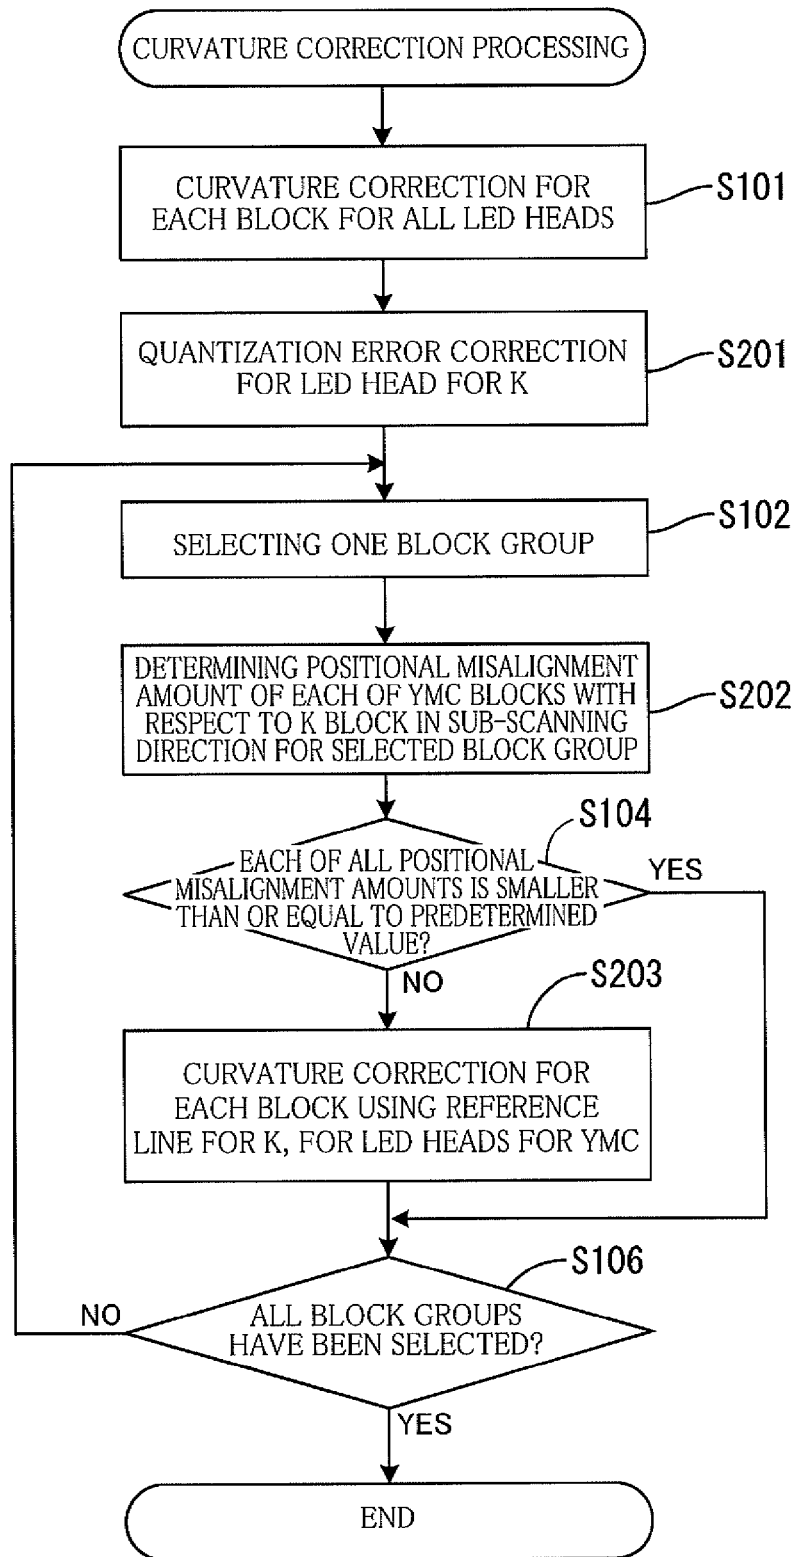 CURVATURE CORRECTION PROCESSING
CURVATURE CORRECTION FOR
EACH BLOCK FOR ALL LED HEADS
S101
QUANTIZATION ERROR CORRECTION
FOR LED HEAD FOR K
S201
SELECTING ONE BLOCK GROUP
S102
DETERMINING POSITIONAL MISALIGNMENT
AMOUNT OF EACH OF YMC BLOCKS WITH
RESPECT TO K BLOCK IN SUB-SCANNING
DIRECTION FOR SELECTED BLOCK GROUP
S202
S104
EACH OF ALL POSITIONAL
MISALIGNMENT AMOUNTS IS SMALLER
THAN OR EQUAL TO PREDETERMINED
VALUE?
YES
NO
S203
CURVATURE CORRECTION FOR
EACH BLOCK USING REFERENCE
LINE FOR K, FOR LED HEADS FOR YMC
S106
NO
ALL BLOCK GROUPS
HAVE BEEN SELECTED?
YES
END